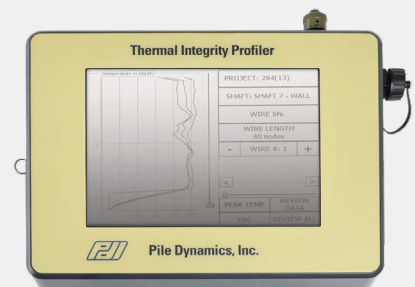 Thermal Integrity Profiler
Temperature vs Depth
PROJECT: 284(13)
SHAFT: SHAFT 7 - WALL
WIRE SN:
WIRE LENGTH
40 nodes
- WIRE #: 1 +
< >
PEAK TEMP
REVIEW
DATA
ESC
REVIEW ALL
PDI
Pile Dynamics, Inc.